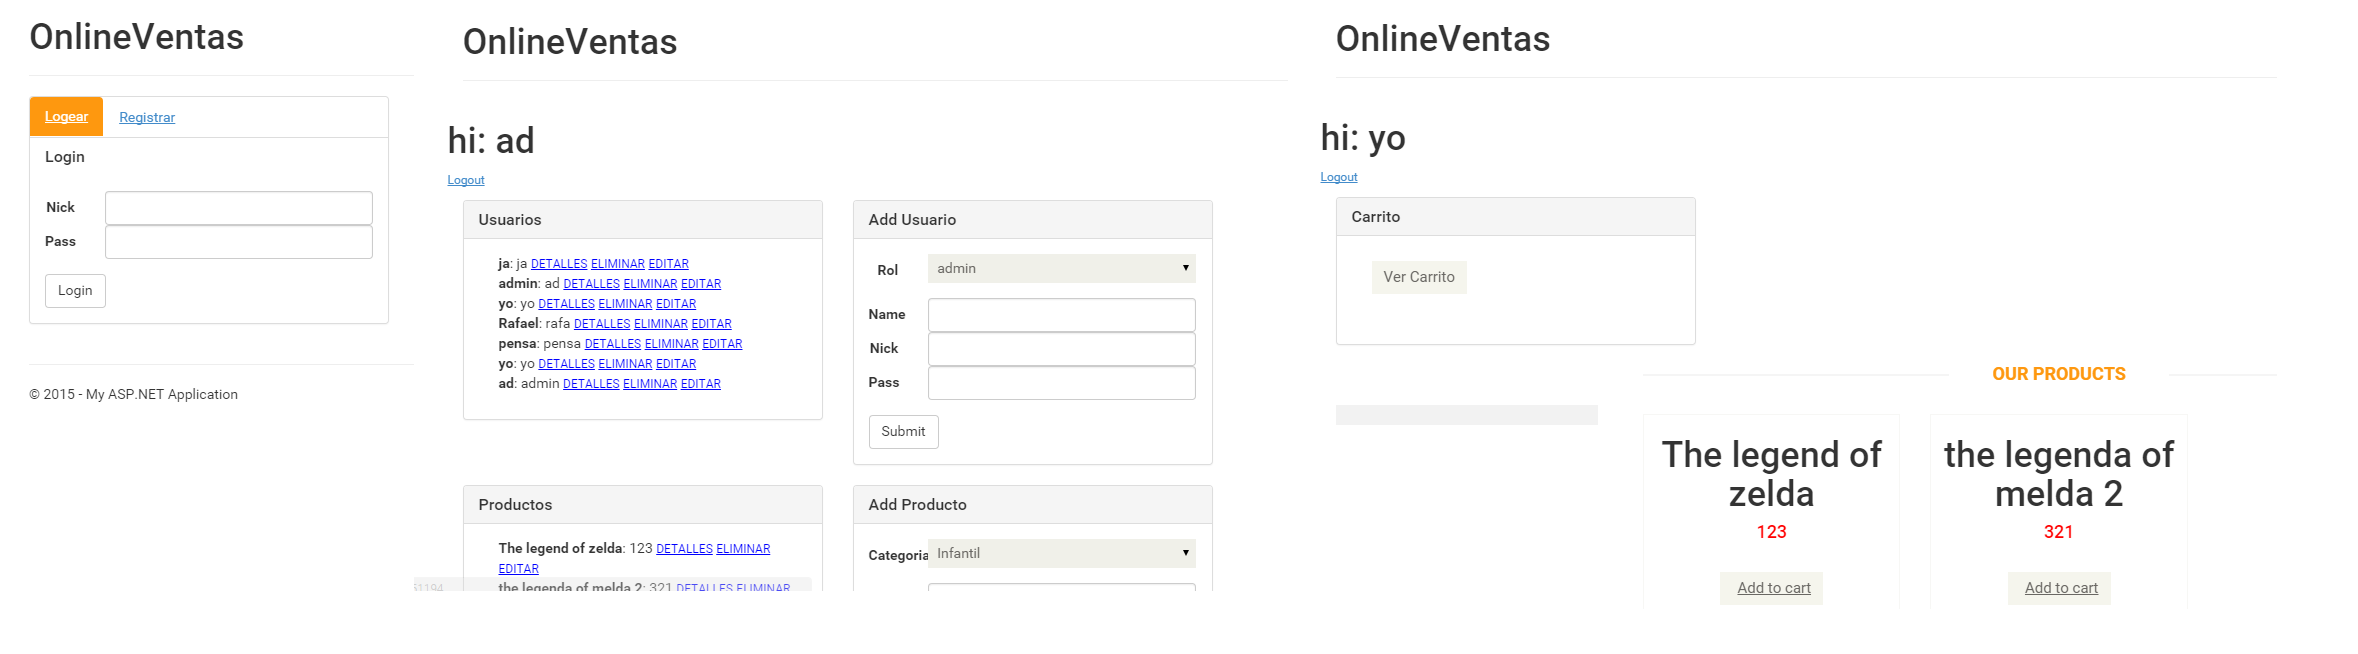 OnlineVentas
Logear Registrar
Login
Nick
Pass
Login
© 2015 - My ASP.NET Application
OnlineVentas
hi: ad
Logout
Usuarios
ja: ja DETALLES ELIMINAR EDITAR
admin: ad DETALLES ELIMINAR EDITAR
yo: yo DETALLES ELIMINAR EDITAR
Rafael: rafa DETALLES ELIMINAR EDITAR
pensa: pensa DETALLES ELIMINAR EDITAR
yo: yo DETALLES ELIMINAR EDITAR
ad: admin DETALLES ELIMINAR EDITAR
Add Usuario
Rol admin
Name
Nick
Pass
Submit
Productos
The legend of zelda: 123 DETALLES ELIMINAR
EDITAR
the legenda of melda 2: 321 DETALLES ELIMINAR
Add Producto
Categoria Infantil
OnlineVentas
hi: yo
Logout
Carrito
Ver Carrito
OUR PRODUCTS
The legend of
zelda
123
Add to cart
the legenda of
melda 2
321
Add to cart